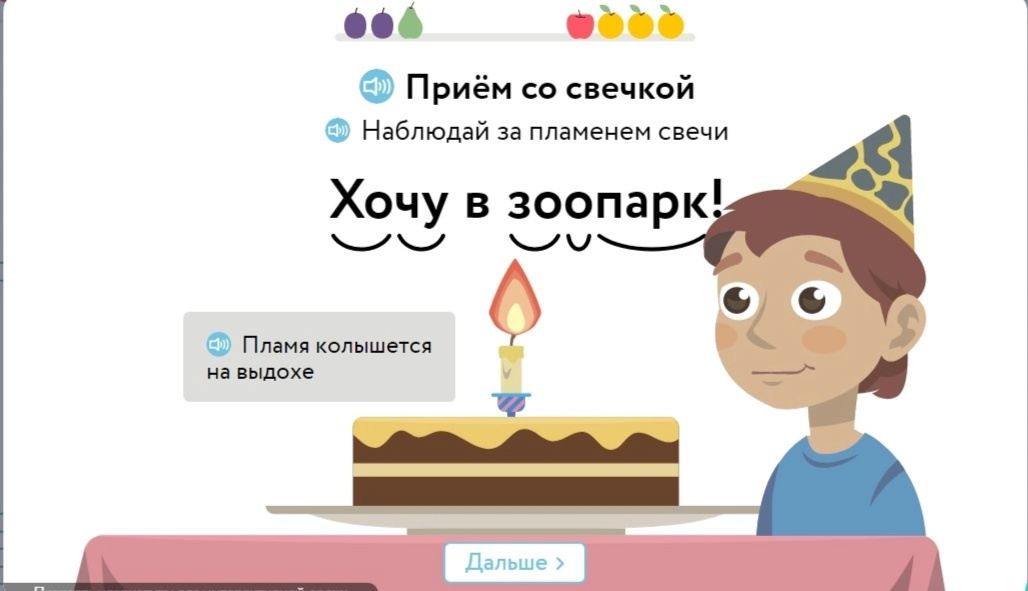 Приём со свечкой
Наблюдай за пламенем свечи
Хочу в зоопарк!
Пламя колышется
на выдохе
Дальше >